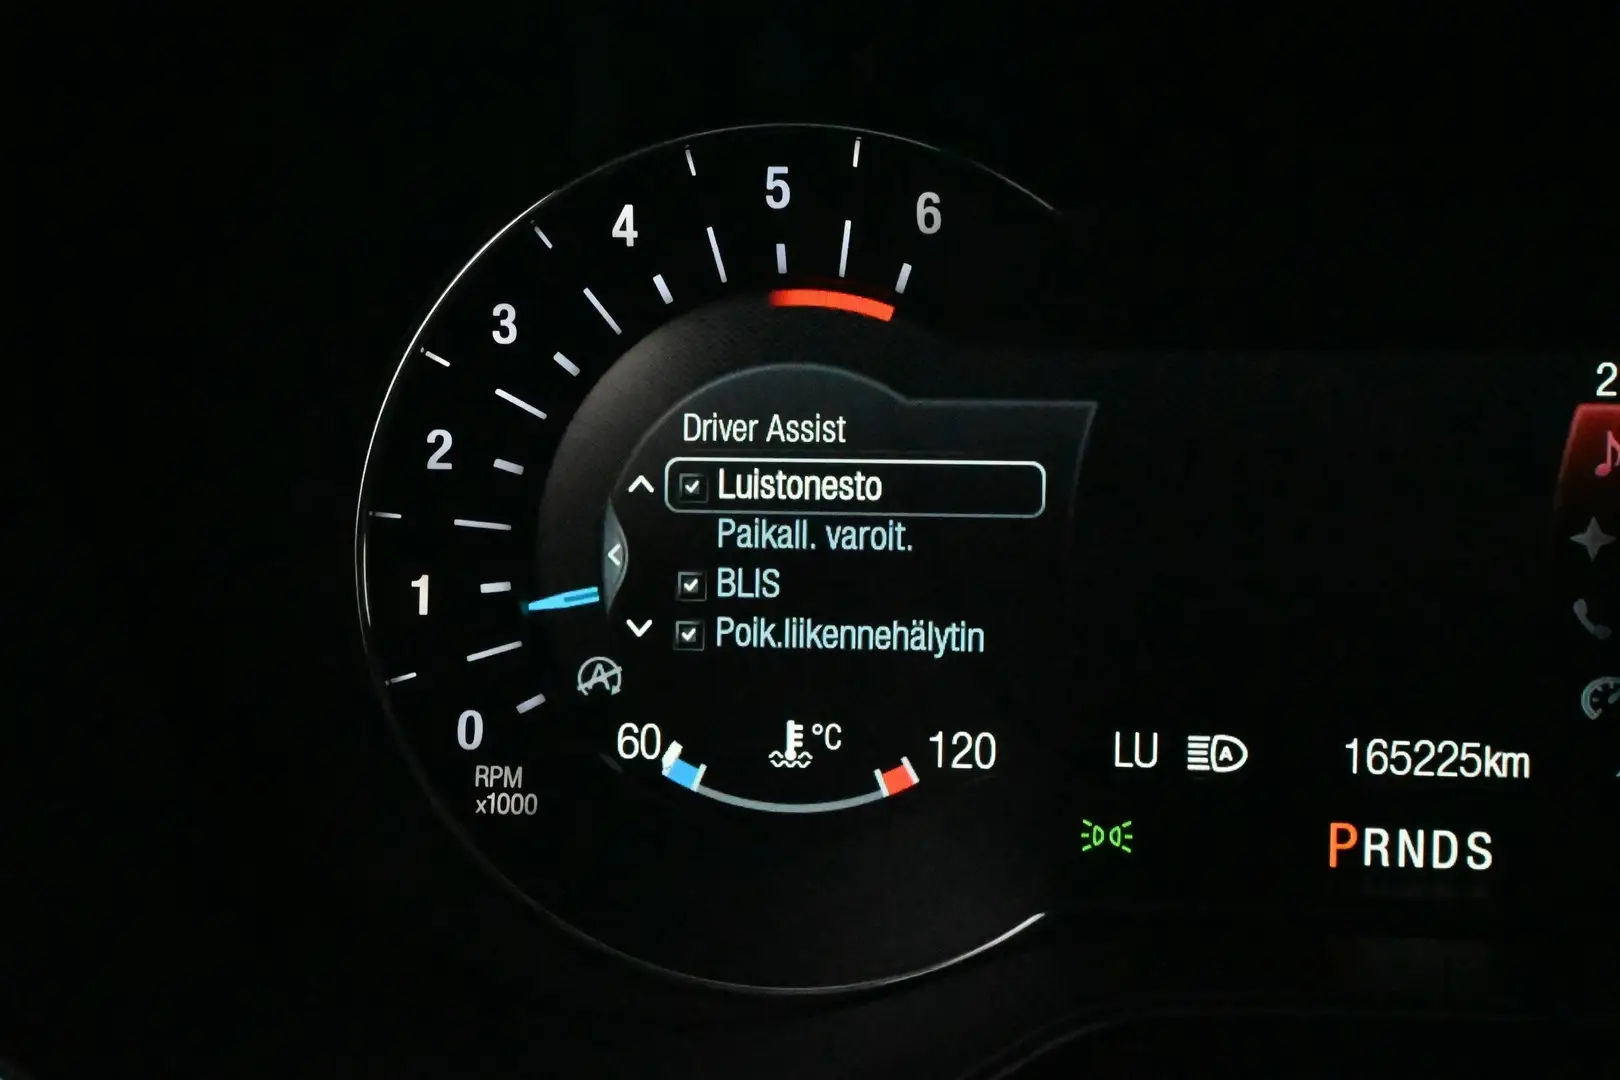 5
6
4
3
2
1
0
RPM
x1000
Driver Assist
Luistonesto
Paikall. varoit.
BLIS
Poik.liikennehälytin
60
°C
120
LU
A
165225km
PRNDS
A
2